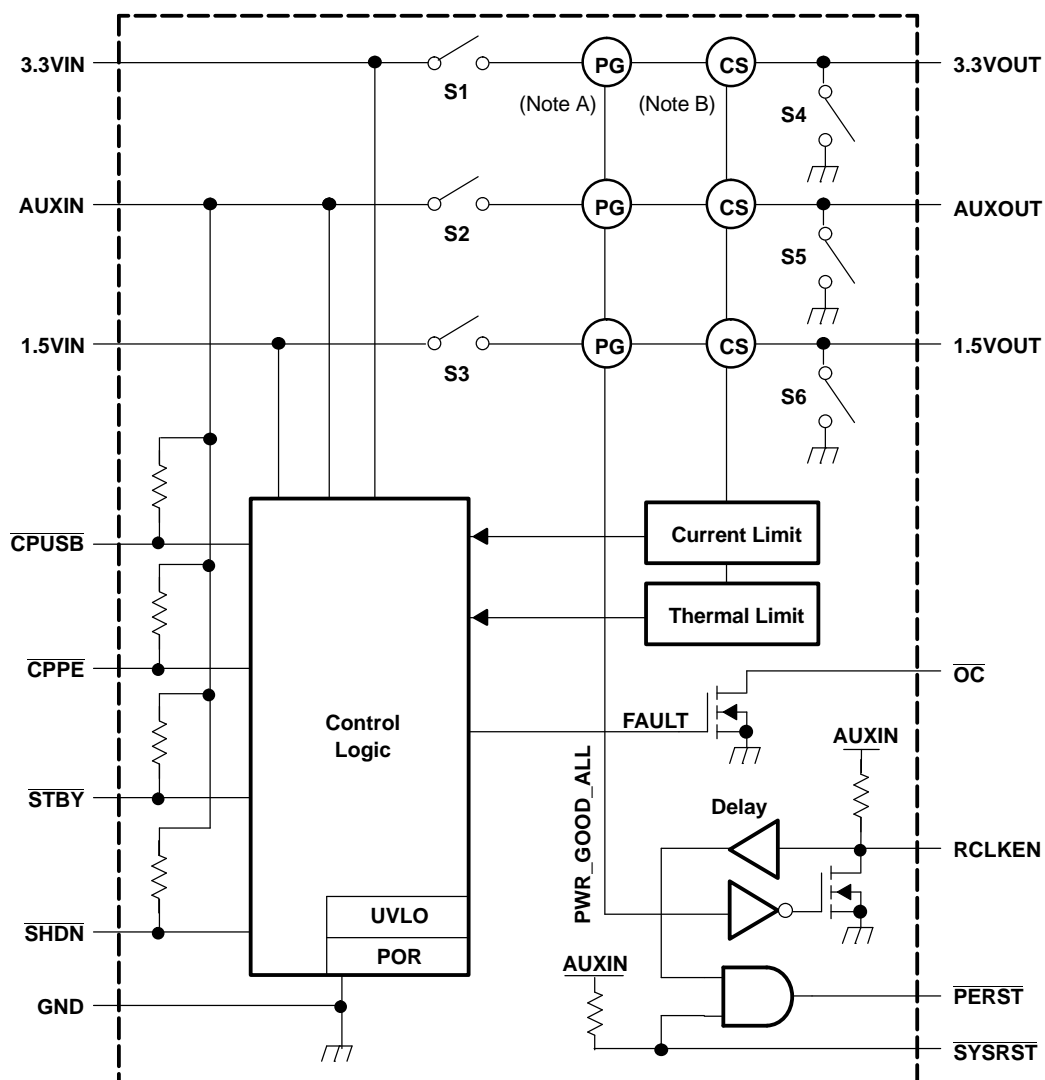 3.3VIN
S1
PG
CS
3.3VOUT
(Note A)
(Note B)
S4
AUXIN
S2
PG
CS
AUXOUT
S5
1.5VIN
S3
PG
CS
1.5VOUT
S6
CPUSB
CPPE
STBY
SHDN
GND
Control
Logic
UVLO
POR
Current Limit
Thermal Limit
FAULT
OC
PWR_GOOD_ALL
AUXIN
Delay
RCLKEN
AUXIN
PERST
SYSRST